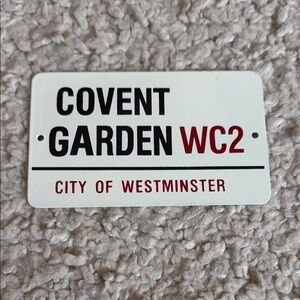 COVENT
GARDEN WC2
CITY OF WESTMINSTER